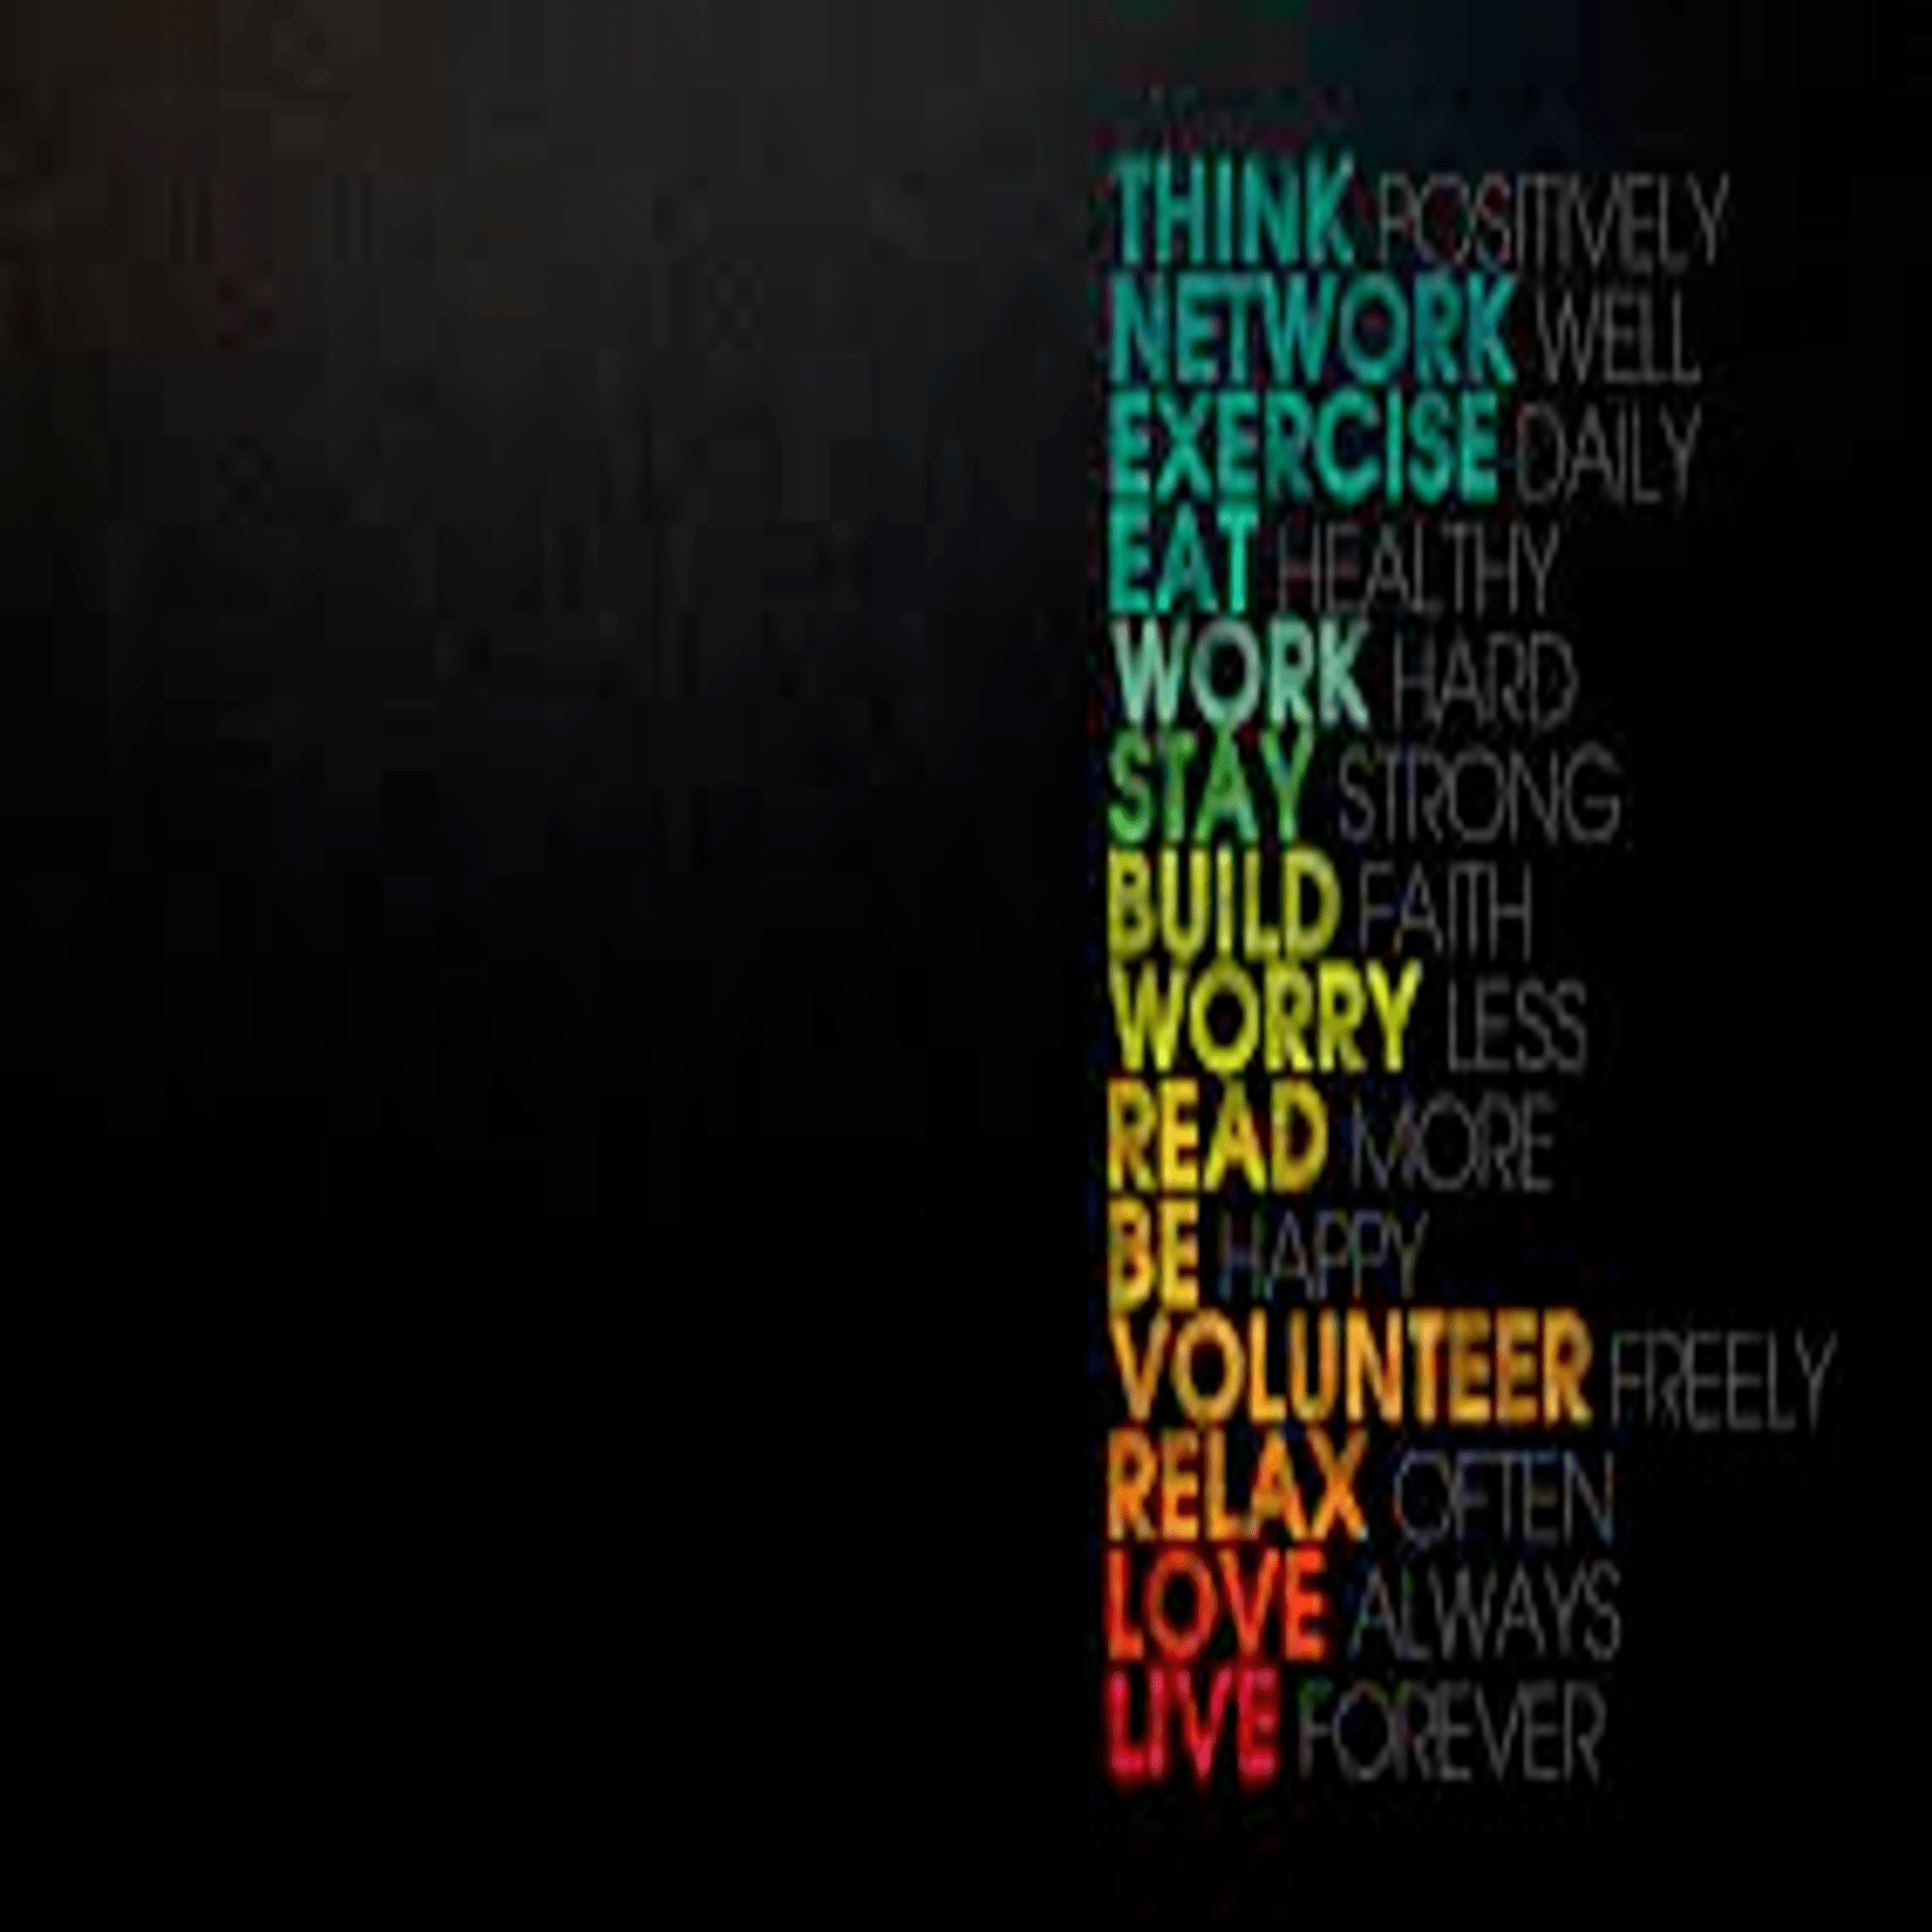 THINK POSITIVELY
NETWORK WELL
EXERCISE DAILY
EAT HEALTHY
WORK HARD
STAY STRONG
BUILD FAITH
WORRY LESS
READ MORE
BE HAPPY
VOLUNTEER FREELY
RELAX OFTEN
LOVE ALWAYS
LIVE FOREVER